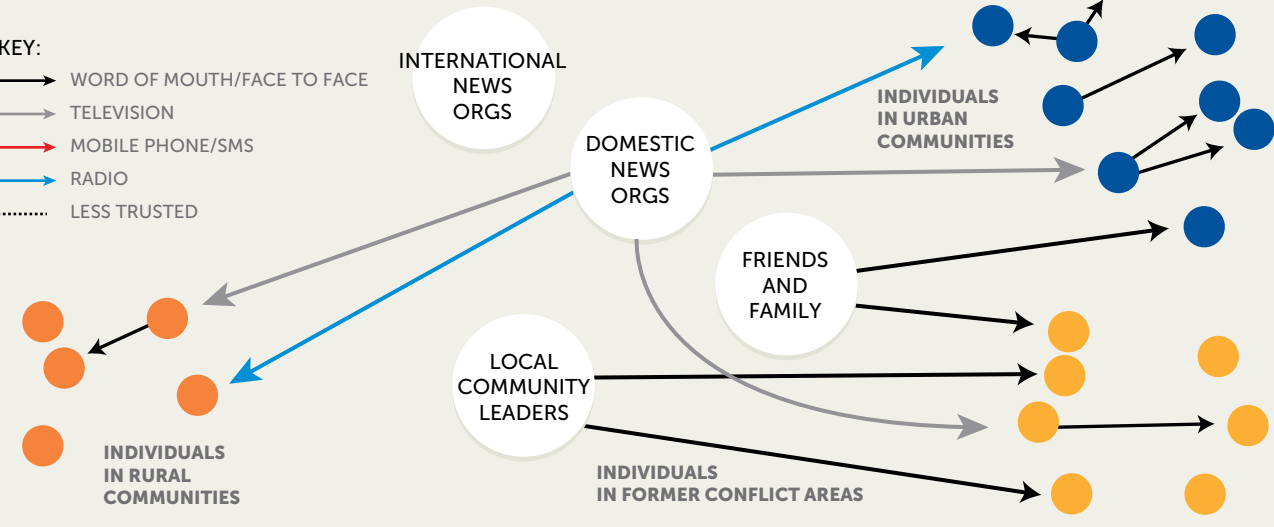 KEY:
WORD OF MOUTH/FACE TO FACE
TELEVISION
MOBILE PHONE/SMS
RADIO
LESS TRUSTED
INTERNATIONAL
NEWS
ORGS
DOMESTIC
NEWS
ORGS
INDIVIDUALS
IN URBAN
COMMUNITIES
FRIENDS
AND
FAMILY
LOCAL
COMMUNITY
LEADERS
INDIVIDUALS
IN RURAL
COMMUNITIES
INDIVIDUALS
IN FORMER CONFLICT AREAS